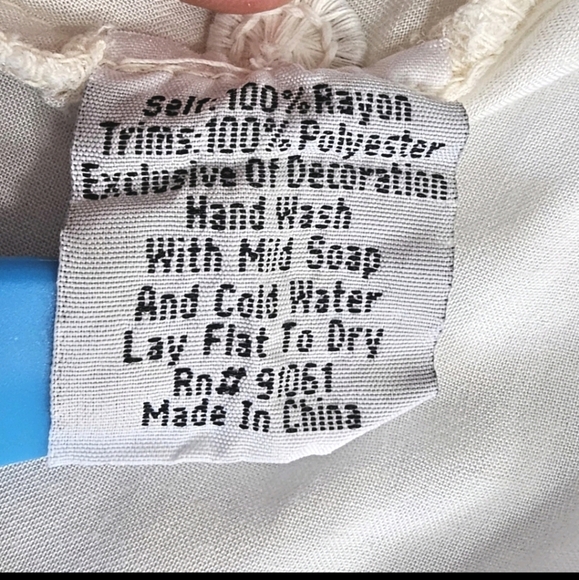 Self: 100% Rayon
Trims:100% Polyester
Exclusive Of Decoration
Hand Wash
With Mild Soap
And Cold Water
Lay Flat To Dry
Rn# 91061
Made In China